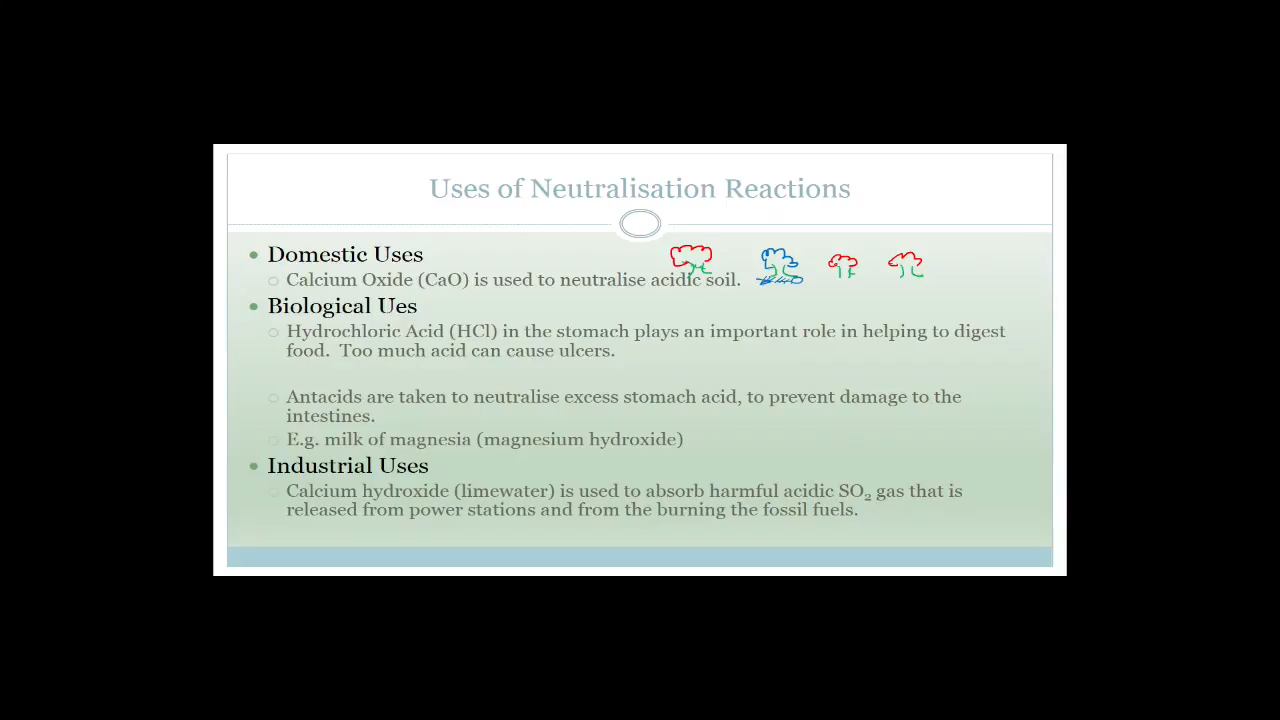 Uses of Neutralisation Reactions
Domestic Uses
Calcium Oxide (CaO) is used to neutralise acidic soil.
Biological Ues
Hydrochloric Acid (HCl) in the stomach plays an important role in helping to digest
food. Too much acid can cause ulcers.
Antacids are taken to neutralise excess stomach acid, to prevent damage to the
intestines.
E.g. milk of magnesia (magnesium hydroxide)
Industrial Uses
Calcium hydroxide (limewater) is used to absorb harmful acidic SO₂ gas that is
released from power stations and from the burning the fossil fuels.